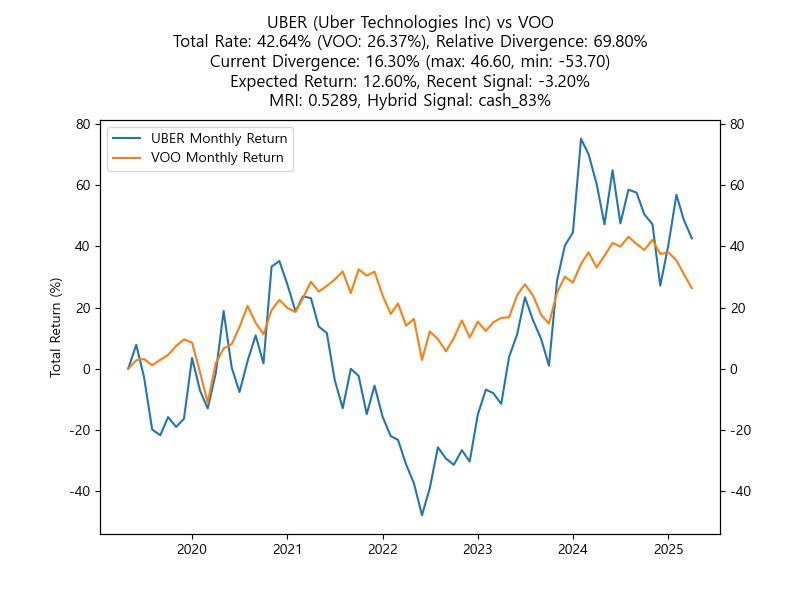 UBER (Uber Technologies Inc) vs VOO
Total Rate: 42.64% (VOO: 26.37%), Relative Divergence: 69.80%
Current Divergence: 16.30% (max: 46.60, min: -53.70)
Expected Return: 12.60%, Recent Signal: -3.20%
MRI: 0.5289, Hybrid Signal: cash_83%
UBER Monthly Return
VOO Monthly Return
Total Return (%)
80
60
40
20
0
-20
-40
80
60
40
20
0
-20
-40
2020 2021 2022 2023 2024 2025